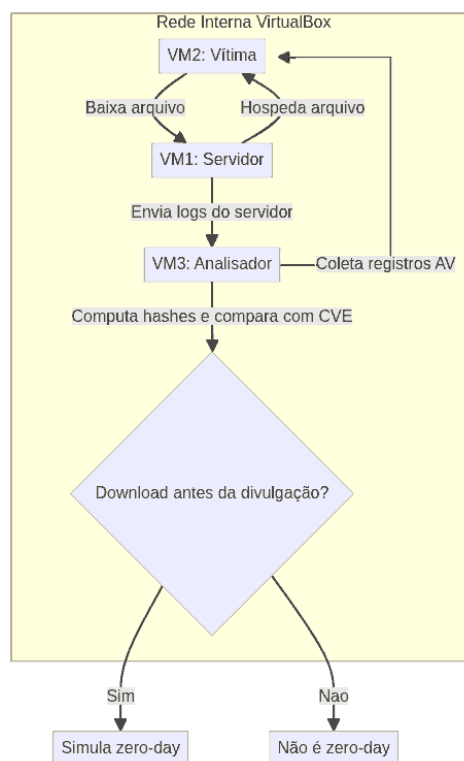 Rede Interna VirtualBox
VM2: Vítima
Baixa arquivo
Hospeda arquivo
VM1: Servidor
Envia logs do servidor
VM3: Analisador
Coleta registros AV
Computa hashes e compara com CVE
Download antes da divulgação?
Sim
Nao
Simula zero-day
Não é zero-day